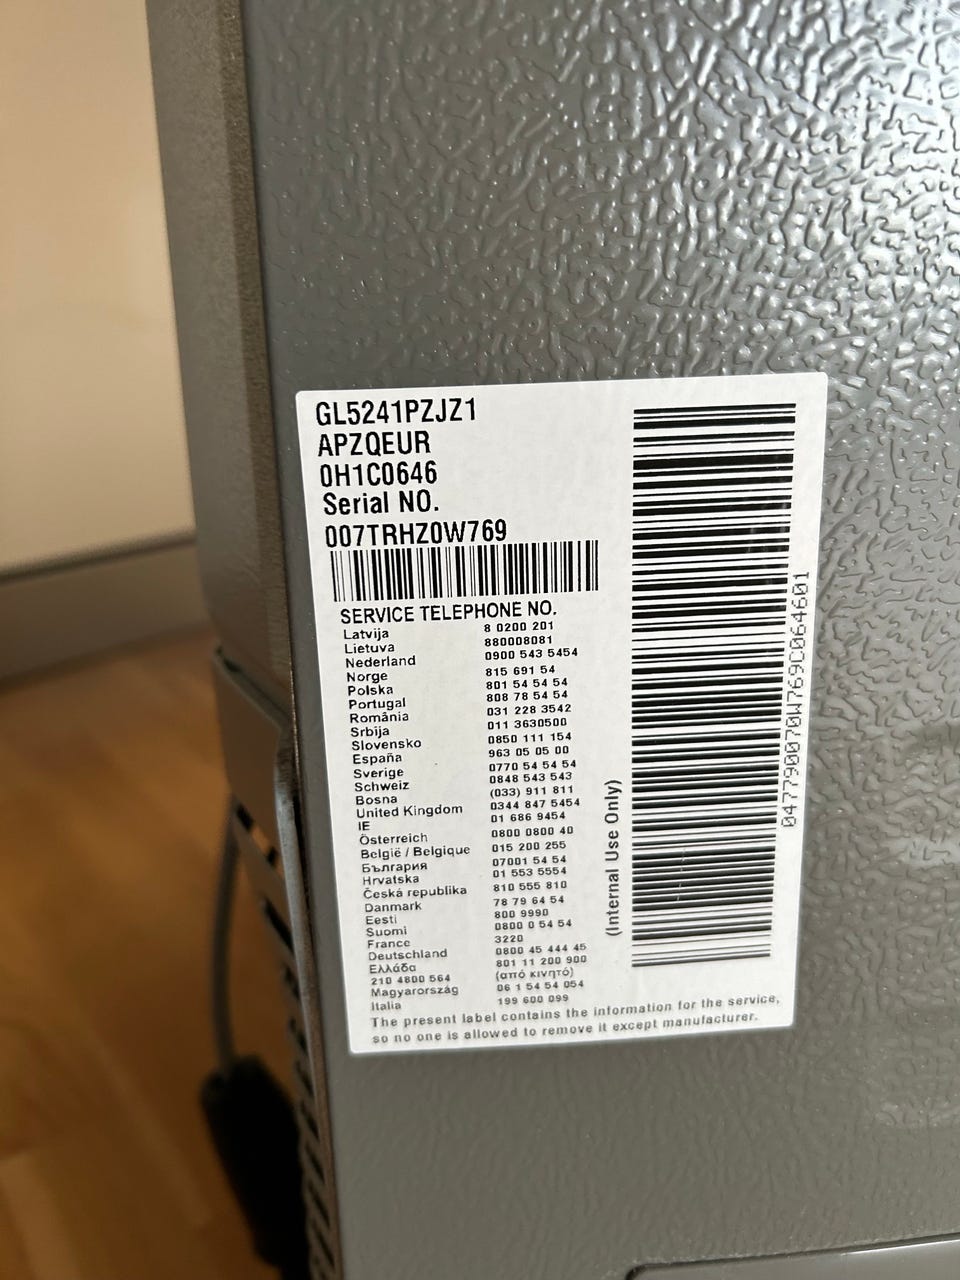 GL5241PZJZ1
APZQEUR
0H1C0646
Serial NO.
007TRHZ0W769
SERVICE TELEPHONE NO.
Latvija 8 0200 201
Lietuva 880008081
Nederland 0900 543 5454
Norge 815 691 54
Polska 801 54 54 54
Portugal 808 78 54 54
România 031 228 3542
Srbija 011 3630500
Slovensko 0850 111 154
España 963 05 05 00
Sverige 0770 54 54 54
Schweiz 0848 543 543
Bosna (033) 911 811
United Kingdom 0344 847 5454
IE 01 686 9454
Österreich 0800 0800 40
België / Belgique 015 200 255
България 07001 54 54
Hrvatska 01 553 5554
Česká republika 810 555 810
Danmark 78 79 64 54
Eesti 800 9990
Suomi 0800 0 54 54
France 3220
Deutschland 0800 45 444 45
Ελλάδα 801 11 200 900
210 4800 564 (από κινητό)
Magyarország 06 1 54 54 054
Italia 199 600 099
The present label contains the information for the service,
so no one is allowed to remove it except manufacturer.
(Internal Use Only)
0477900070W769C064601